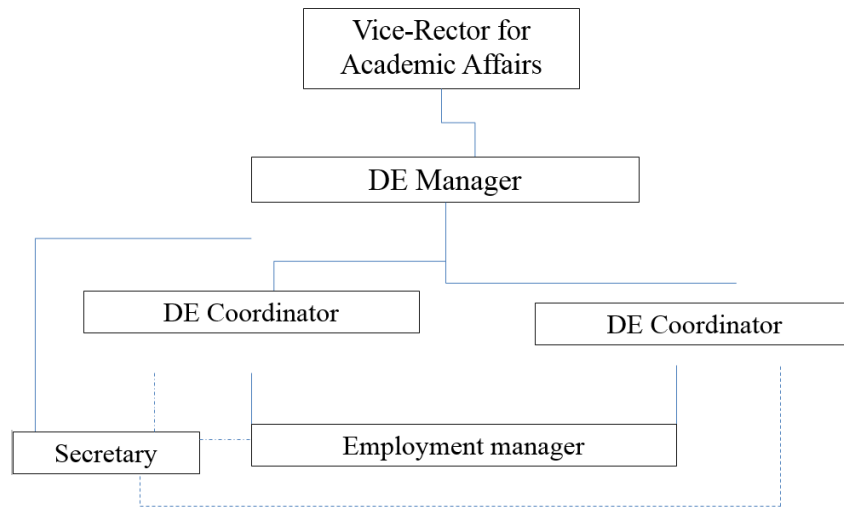 Vice-Rector for
Academic Affairs
DE Manager
DE Coordinator
DE Coordinator
Secretary
Employment manager